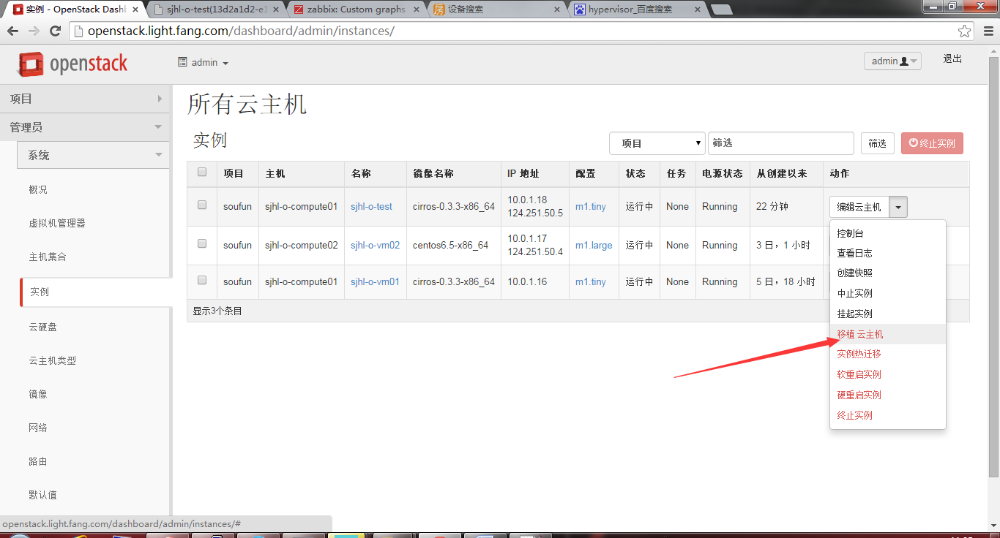 实例 - OpenStack Dash
sjhl-o-test(13d2a1d2-e1
zabbix: Custom graphs
设备搜索
hypervisor_百度搜索
openstack.light.fang.com/dashboard/admin/instances/
openstack
admin
admin
退出
项目
管理员
系统
概况
虚拟机管理器
主机集合
实例
云硬盘
云主机类型
镜像
网络
路由
默认值
所有云主机
实例
项目
筛选
筛选
终止实例
项目 主机 名称 镜像名称 IP 地址 配置 状态 任务 电源状态 从创建以来 动作
soufun sjhl-o-compute01 sjhl-o-test cirros-0.3.3-x86_64 10.0.1.18 m1.tiny 运行中 None Running 22 分钟 编辑云主机
124.251.50.5
soufun sjhl-o-compute02 sjhl-o-vm02 centos6.5-x86_64 10.0.1.17 m1.large 运行中 None Running 3 日，1 小时
124.251.50.4
soufun sjhl-o-compute01 sjhl-o-vm01 cirros-0.3.3-x86_64 10.0.1.16 m1.tiny 运行中 None Running 5 日，18 小时
显示3个条目
控制台
查看日志
创建快照
中止实例
挂起实例
移植 云主机
实例热迁移
软重启实例
硬重启实例
终止实例
openstack.light.fang.com/dashboard/admin/instances/#